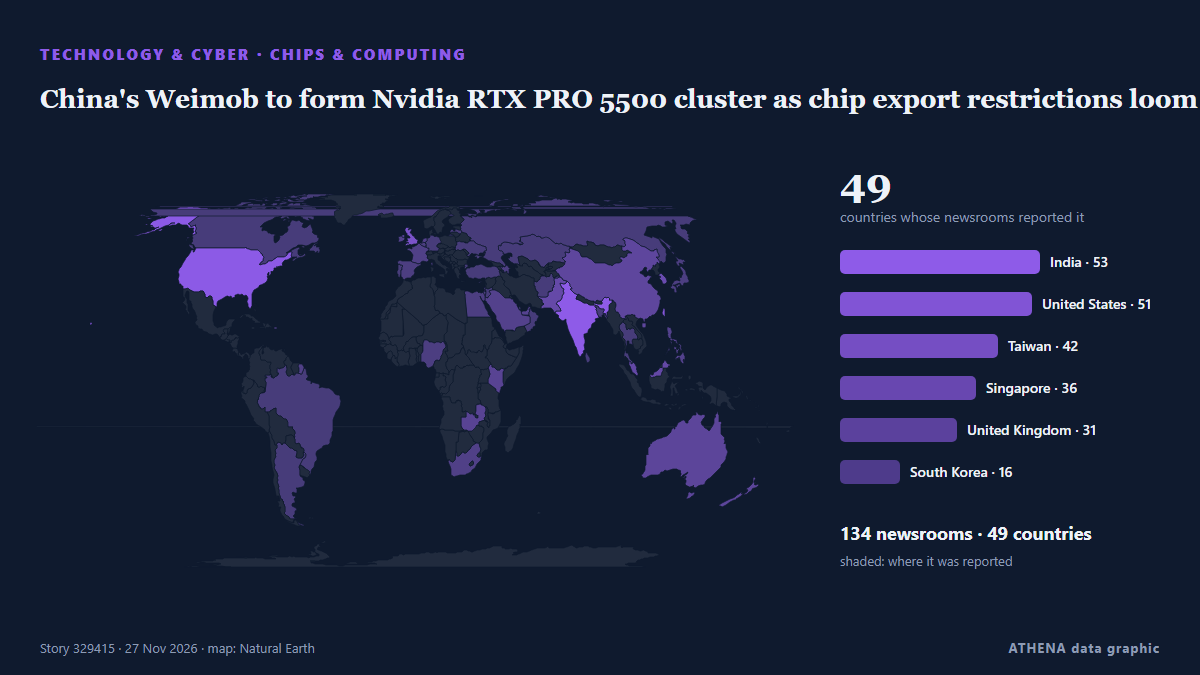 TECHNOLOGY & CYBER · CHIPS & COMPUTING
China's Weimob to form Nvidia RTX PRO 5500 cluster as chip export restrictions loom
49
countries whose newsrooms reported it
India · 53
United States · 51
Taiwan · 42
Singapore · 36
United Kingdom · 31
South Korea · 16
134 newsrooms · 49 countries
shaded: where it was reported
Story 329415 · 27 Nov 2026 · map: Natural Earth
ATHENA data graphic